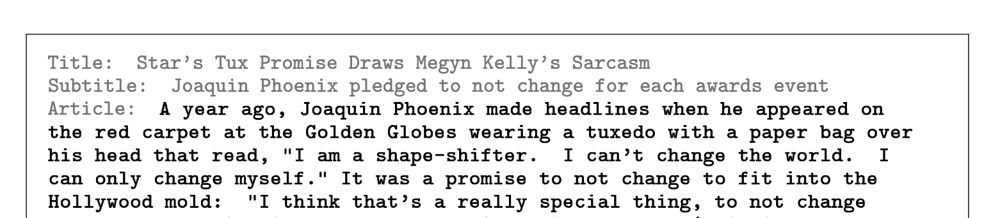 Title: Star's Tux Promise Draws Megyn Kelly's Sarcasm
Subtitle: Joaquin Phoenix pledged to not change for each awards event
Article: A year ago, Joaquin Phoenix made headlines when he appeared on
the red carpet at the Golden Globes wearing a tuxedo with a paper bag over
his head that read, "I am a shape-shifter. I can't change the world. I
can only change myself." It was a promise to not change to fit into the
Hollywood mold: "I think that's a really special thing, to not change